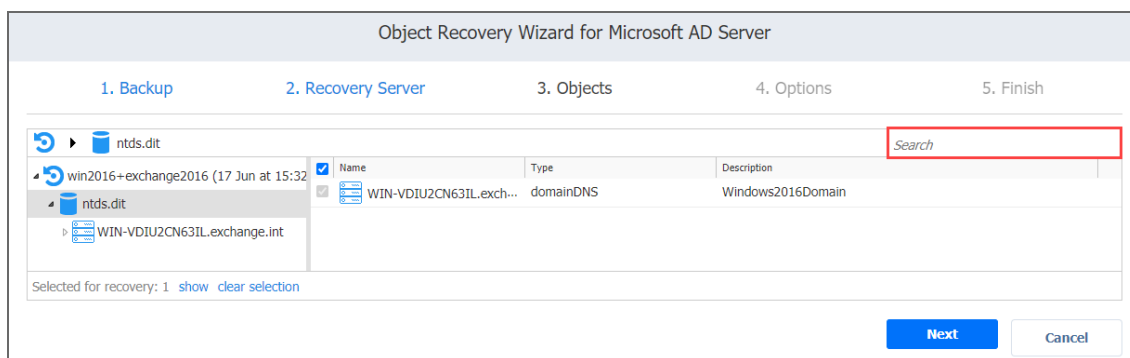 Object Recovery Wizard for Microsoft AD Server
1. Backup 2. Recovery Server 3. Objects 4. Options 5. Finish
ntds.dit Search
win2016+exchange2016 (17 Jun at 15:32
Name Type Description
WIN-VDIU2CN63IL.exch... domainDNS Windows2016Domain
ntds.dit
WIN-VDIU2CN63IL.exchange.int
Selected for recovery: 1 show clear selection
Next Cancel